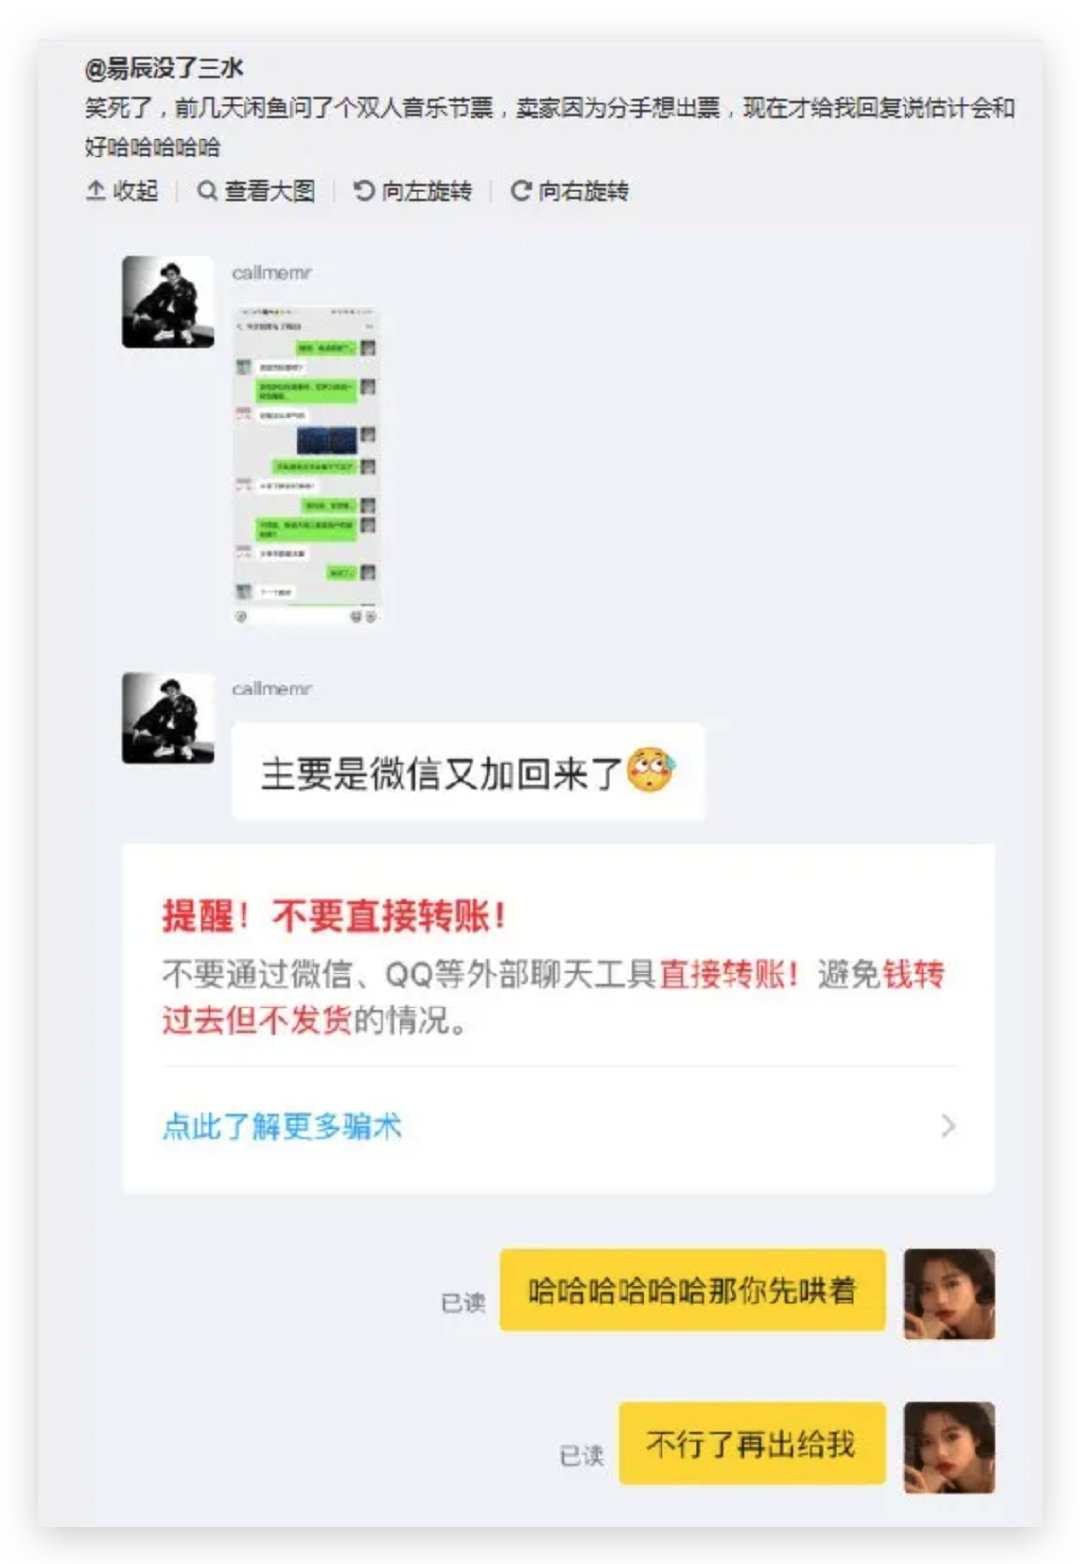 @易辰没了三水
笑死了，前几天闲鱼问了个双人音乐节票，卖家因为分手想出票，现在才给我回复说估计会和
好哈哈哈哈哈
收起 查看大图 向左旋转 向右旋转
callmemr
callmemr
主要是微信又加回来了
提醒！不要直接转账！
不要通过微信、QQ等外部聊天工具直接转账！避免钱转
过去但不发货的情况。
点此了解更多骗术
已读 哈哈哈哈哈哈那你先哄着
已读 不行了再出给我